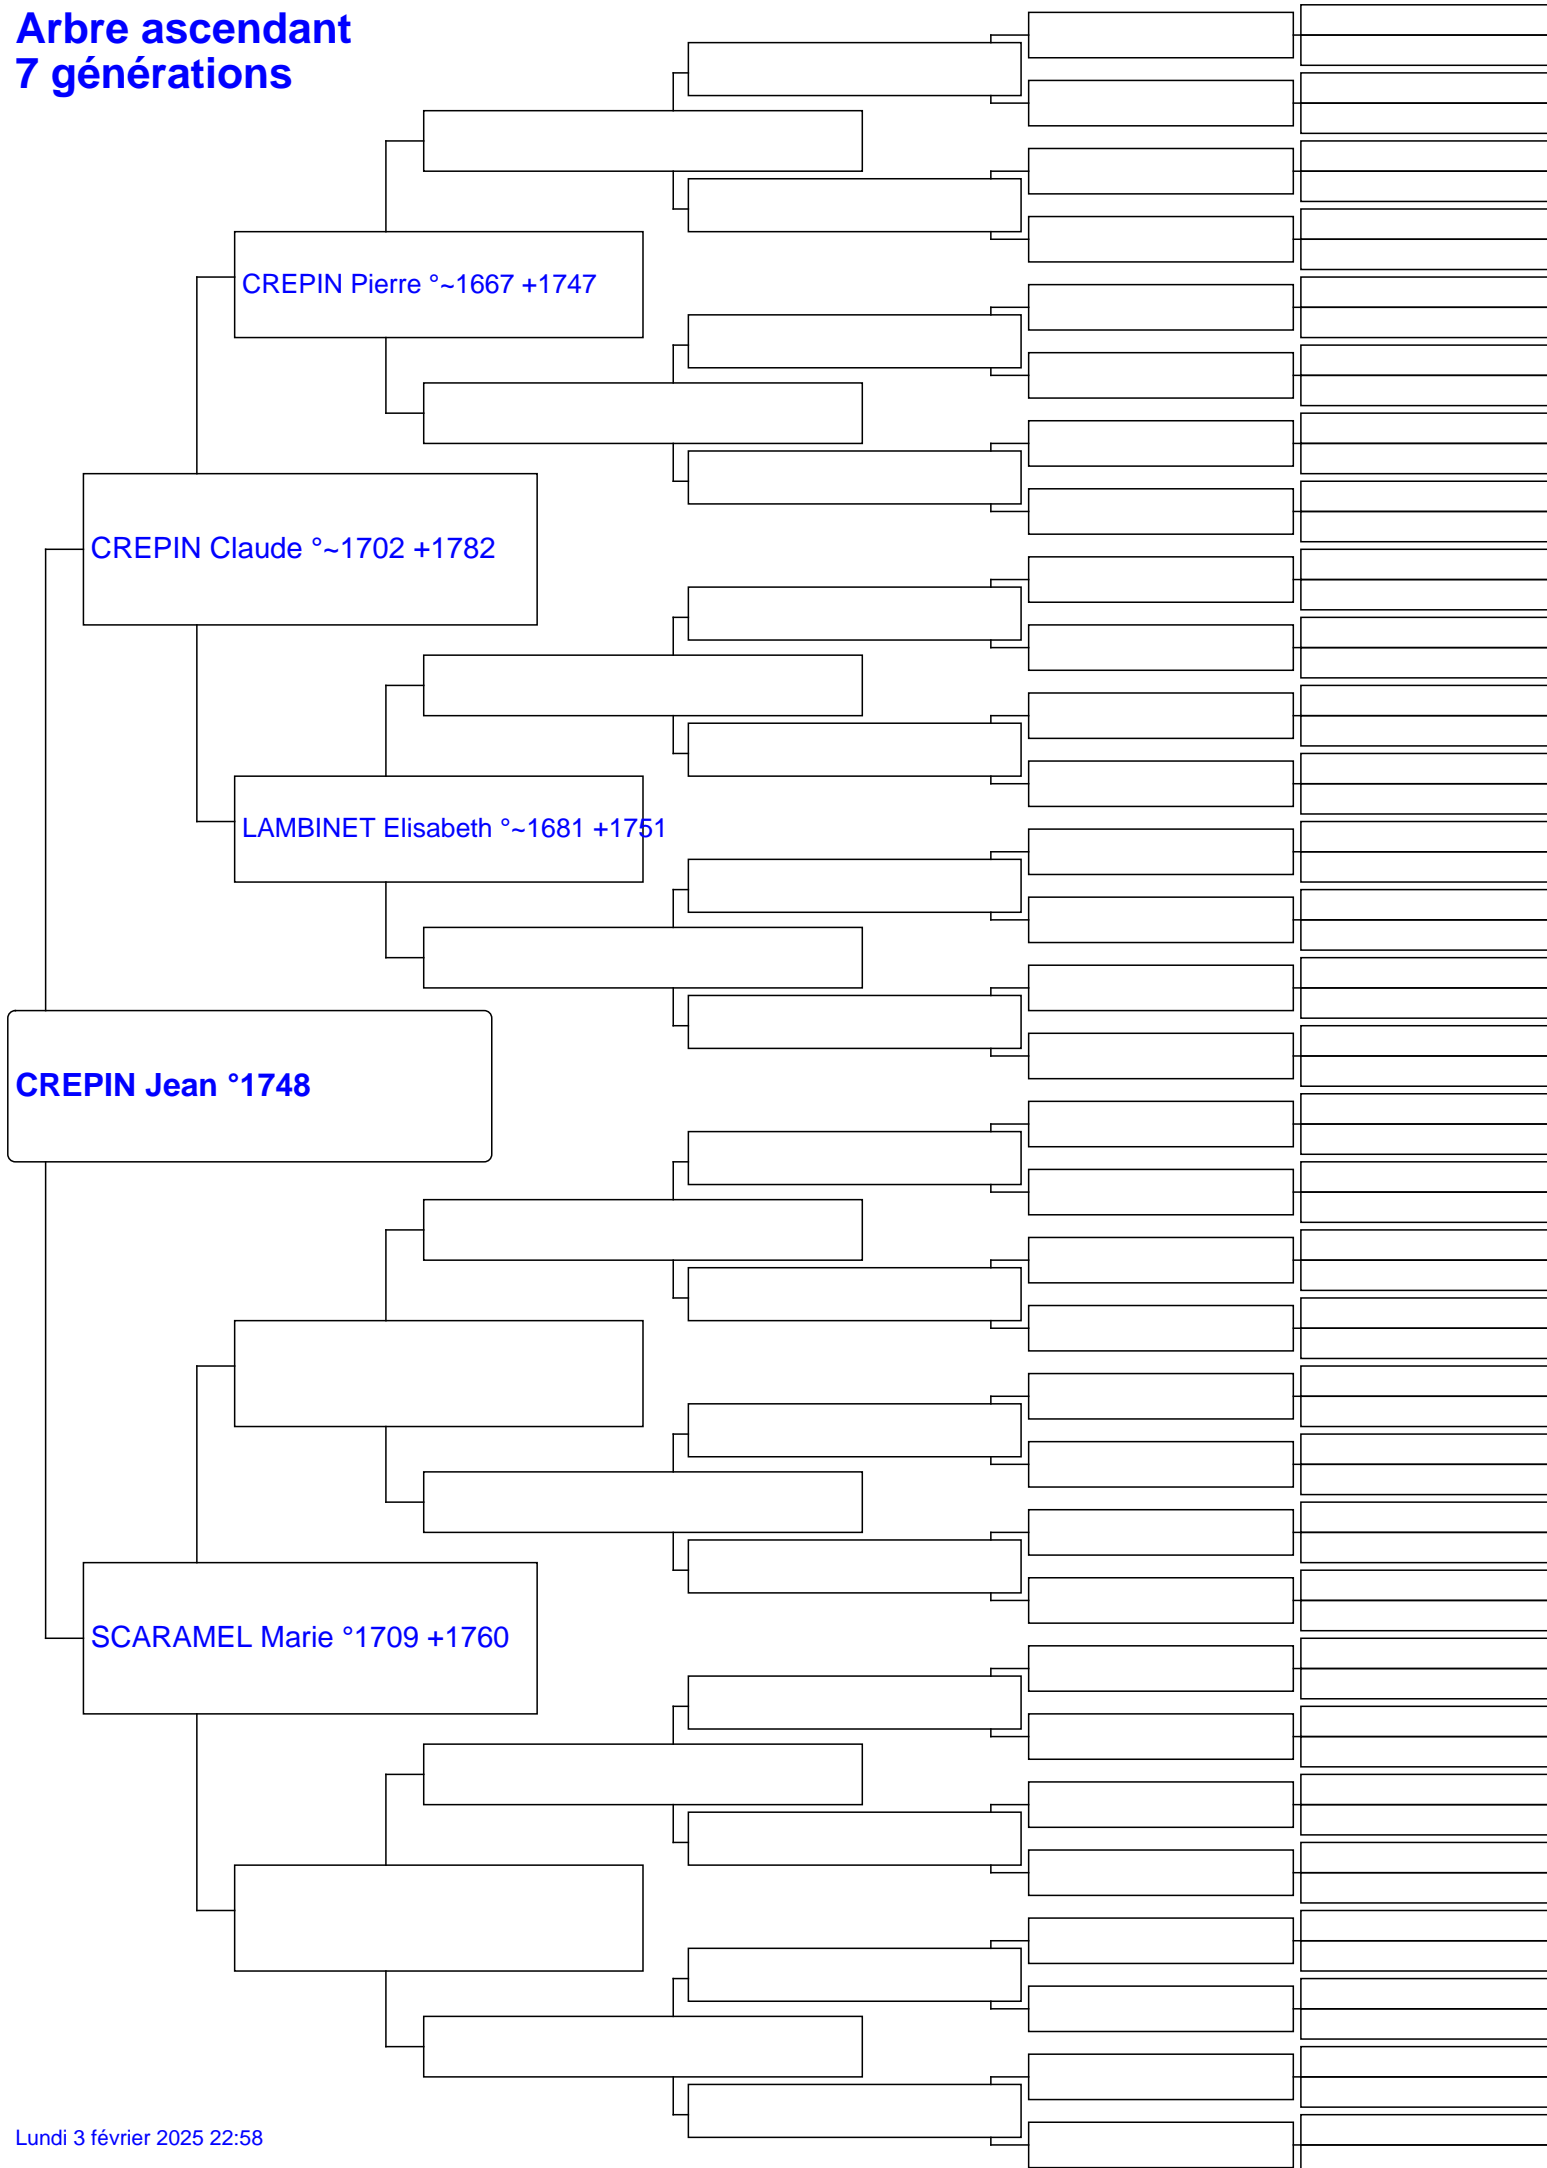 Arbre ascendant
7 générations
CREPIN Pierre °~1667 +1747
CREPIN Claude °~1702 +1782
LAMBINET Elisabeth °~1681 +1751
CREPIN Jean °1748
SCARAMEL Marie °1709 +1760
Lundi 3 février 2025 22:58